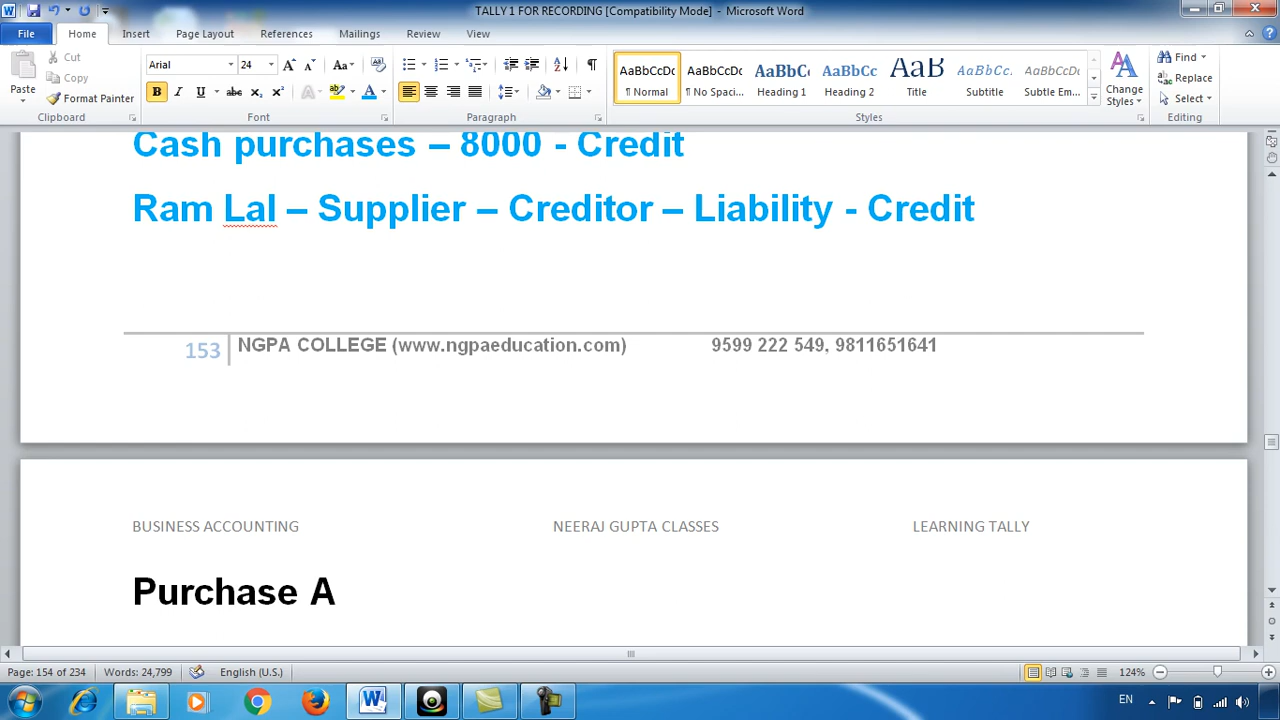 TALLY 1 FOR RECORDING [Compatibility Mode] - Microsoft Word
File Home Insert Page Layout References Mailings Review View
Paste
Cut
Copy
Format Painter
Clipboard
Arial 24
Font
Paragraph
AaBbCcDc ¶ Normal
AaBbCcDc ¶ No Spaci...
AaBbCc Heading 1
AaBbCc Heading 2
AaB Title
AaBbCc. Subtitle
AaBbCcDc Subtle Em...
Change Styles
Styles
Find
Replace
Select
Editing
Cash purchases – 8000 - Credit
Ram Lal – Supplier – Creditor – Liability - Credit
153 NGPA COLLEGE (www.ngpaeducation.com) 9599 222 549, 9811651641
BUSINESS ACCOUNTING NEERAJ GUPTA CLASSES LEARNING TALLY
Purchase A
Page: 154 of 234 Words: 24,799 English (U.S.) 124%
EN